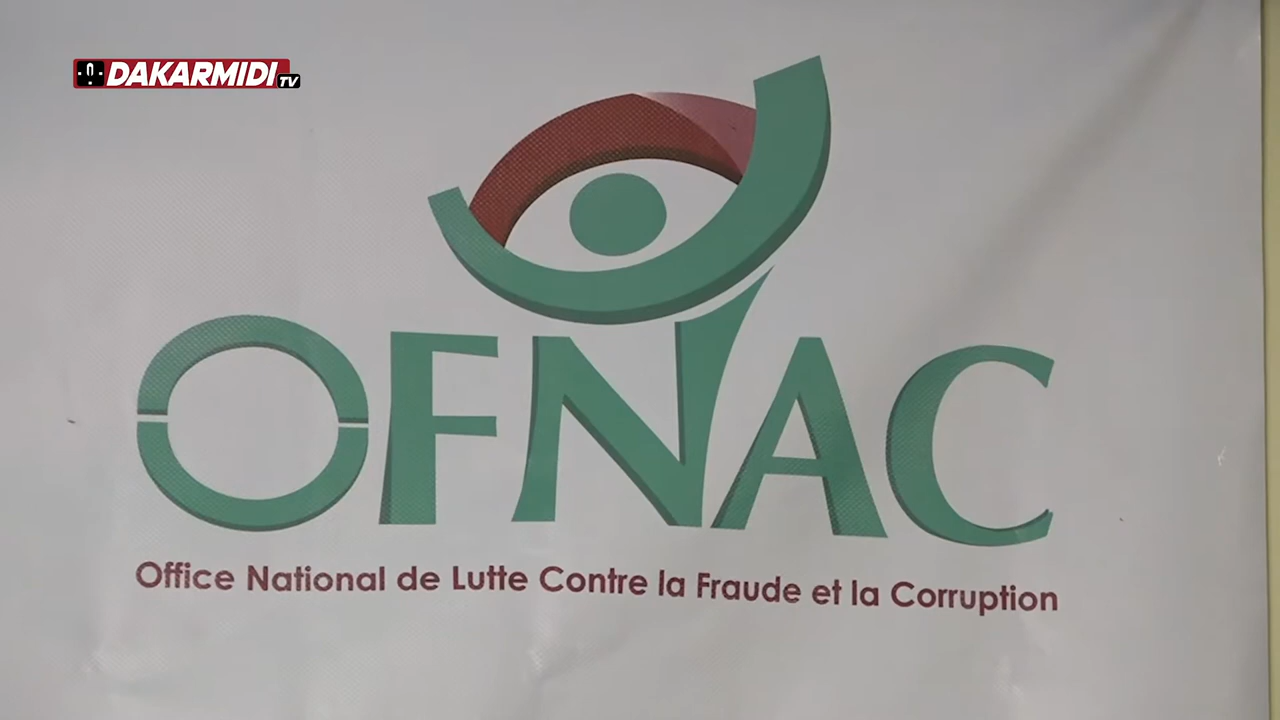 DAKARMIDI TV
OFNAC
Office National de Lutte Contre la Fraude et la Corruption